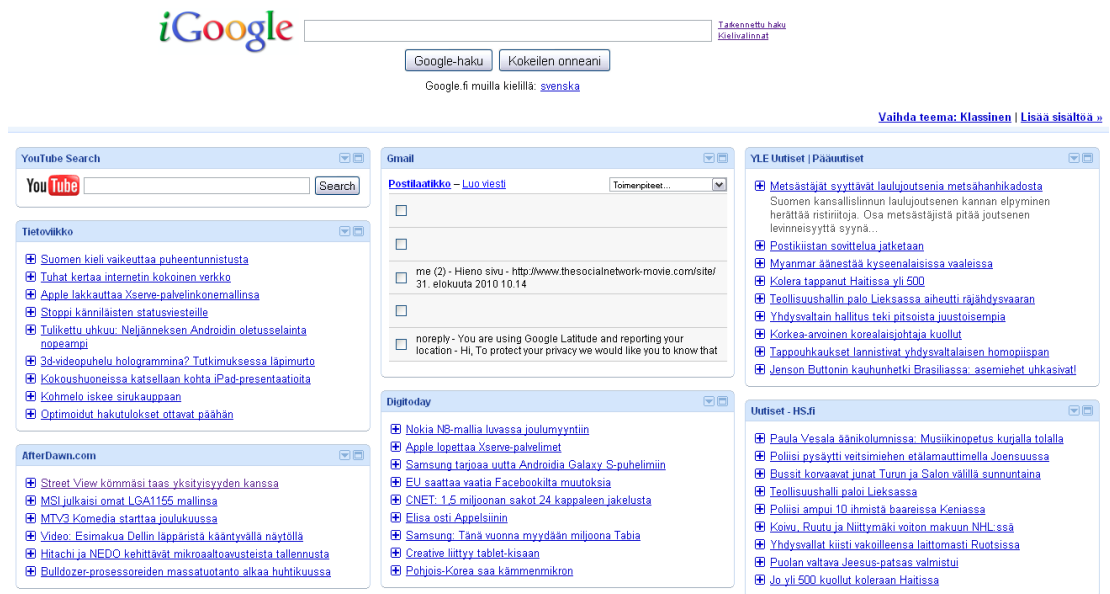 iGoogle
Tarkennettu haku
Kielivalinnat
Google-haku
Kokeilen onneani
Google.fi muilla kielillä: svenska
Vaihda teema: Klassinen | Lisää sisältöä »
YouTube Search
YouTube
Search
Tietoviikko
Suomen kieli vaikeuttaa puheentunnistusta
Tuhat kertaa internetin kokoinen verkko
Apple lakkauttaa Xserve-palvelinkonemallinsa
Stoppi känniläisten statusviesteille
Tulikettu uhkuu: Neljänneksen Androidin oletusselainta
nopeampi
3d-videopuhelu hologrammina? Tutkimuksessa läpimurto
Kokoushuoneissa katsellaan kohta iPad-presentaatioita
Kohmelo iskee sirukauppaan
Optimoidut hakutulokset ottavat päähän
AfterDawn.com
Street View kömmäsi taas yksityisyyden kanssa
MSI julkaisi omat LGA1155 mallinsa
MTV3 Komedia starttaa joulukuussa
Video: Esimakua Dellin läppäristä kääntyvällä näytöllä
Hitachi ja NEDO kehittävät mikroaaltoavusteista tallennusta
Bulldozer-prosessoreiden massatuotanto alkaa huhtikuussa
Gmail
Postilaatikko – Luo viesti
Toimenpiteet...
me (2) - Hieno sivu - http://www.thesocialnetwork-movie.com/site/
31. elokuuta 2010 10.14
noreply - You are using Google Latitude and reporting your
location - Hi, To protect your privacy we would like you to know that
Digitoday
Nokia N8-mallia luvassa joulumyyntiin
Apple lopettaa Xserve-palvelimet
Samsung tarjoaa uutta Androidia Galaxy S-puhelimiin
EU saattaa vaatia Facebookilta muutoksia
CNET: 1,5 miljoonan sakot 24 kappaleen jakelusta
Elisa osti Appelsiinin
Samsung: Tänä vuonna myydään miljoona Tabia
Creative liittyy tablet-kisaan
Pohjois-Korea saa kämmenmikron
YLE Uutiset | Pääuutiset
Metsästäjät syyttävät laulujoutsenia metsähanhikadosta
Suomen kansallislinnun laulujoutsenen kannan elpyminen
herättää ristiriitoja. Osa metsästäjistä pitää joutsenen
levinneisyyttä syynä...
Postikiistan sovittelua jatketaan
Myanmar äänestää kyseenalaisissa vaaleissa
Kolera tappanut Haitissa yli 500
Teollisuushallin palo Lieksassa aiheutti räjähdysvaaran
Yhdysvaltain hallitus teki pitsoista juustoisempia
Korkea-arvoinen korealaisjohtaja kuollut
Tappouhkaukset lannistivat yhdysvaltalaisen homopiispan
Jenson Buttonin kauhunhetki Brasiliassa: asemiehet uhkasivat!
Uutiset - HS.fi
Paula Vesala äänikolumnissa: Musiikinopetus kurjalla tolalla
Poliisi pysäytti veitsimiehen etälamauttimella Joensuussa
Bussit korvaavat junat Turun ja Salon välillä sunnuntaina
Teollisuushalli paloi Lieksassa
Poliisi ampui 10 ihmistä baareissa Keniassa
Koivu, Ruutu ja Niittymäki voiton makuun NHL:ssä
Yhdysvallat kiisti vakoilleensa laittomasti Ruotsissa
Puolan valtava Jeesus-patsas valmistui
Jo yli 500 kuollut koleraan Haitissa